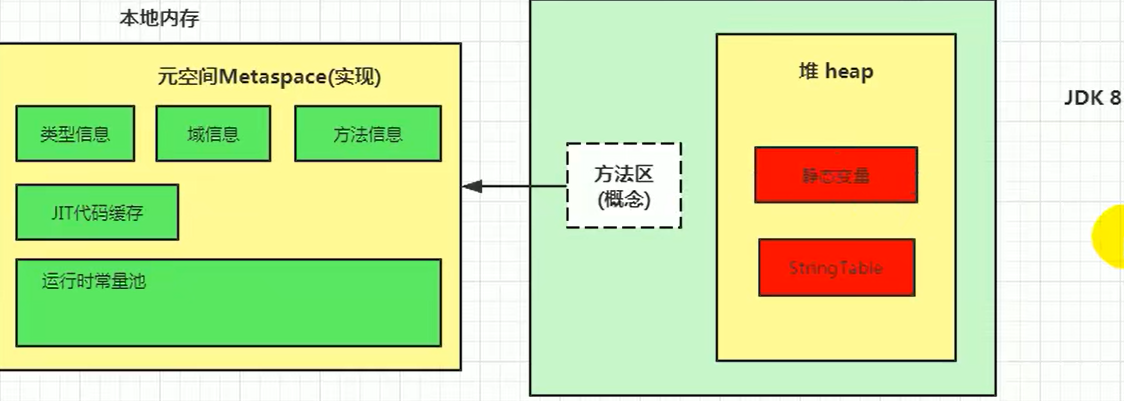 本地内存
元空间Metaspace(实现)
类型信息
域信息
方法信息
JIT代码缓存
运行时常量池
方法区
(概念)
堆 heap
静态变量
StringTable
JDK 8